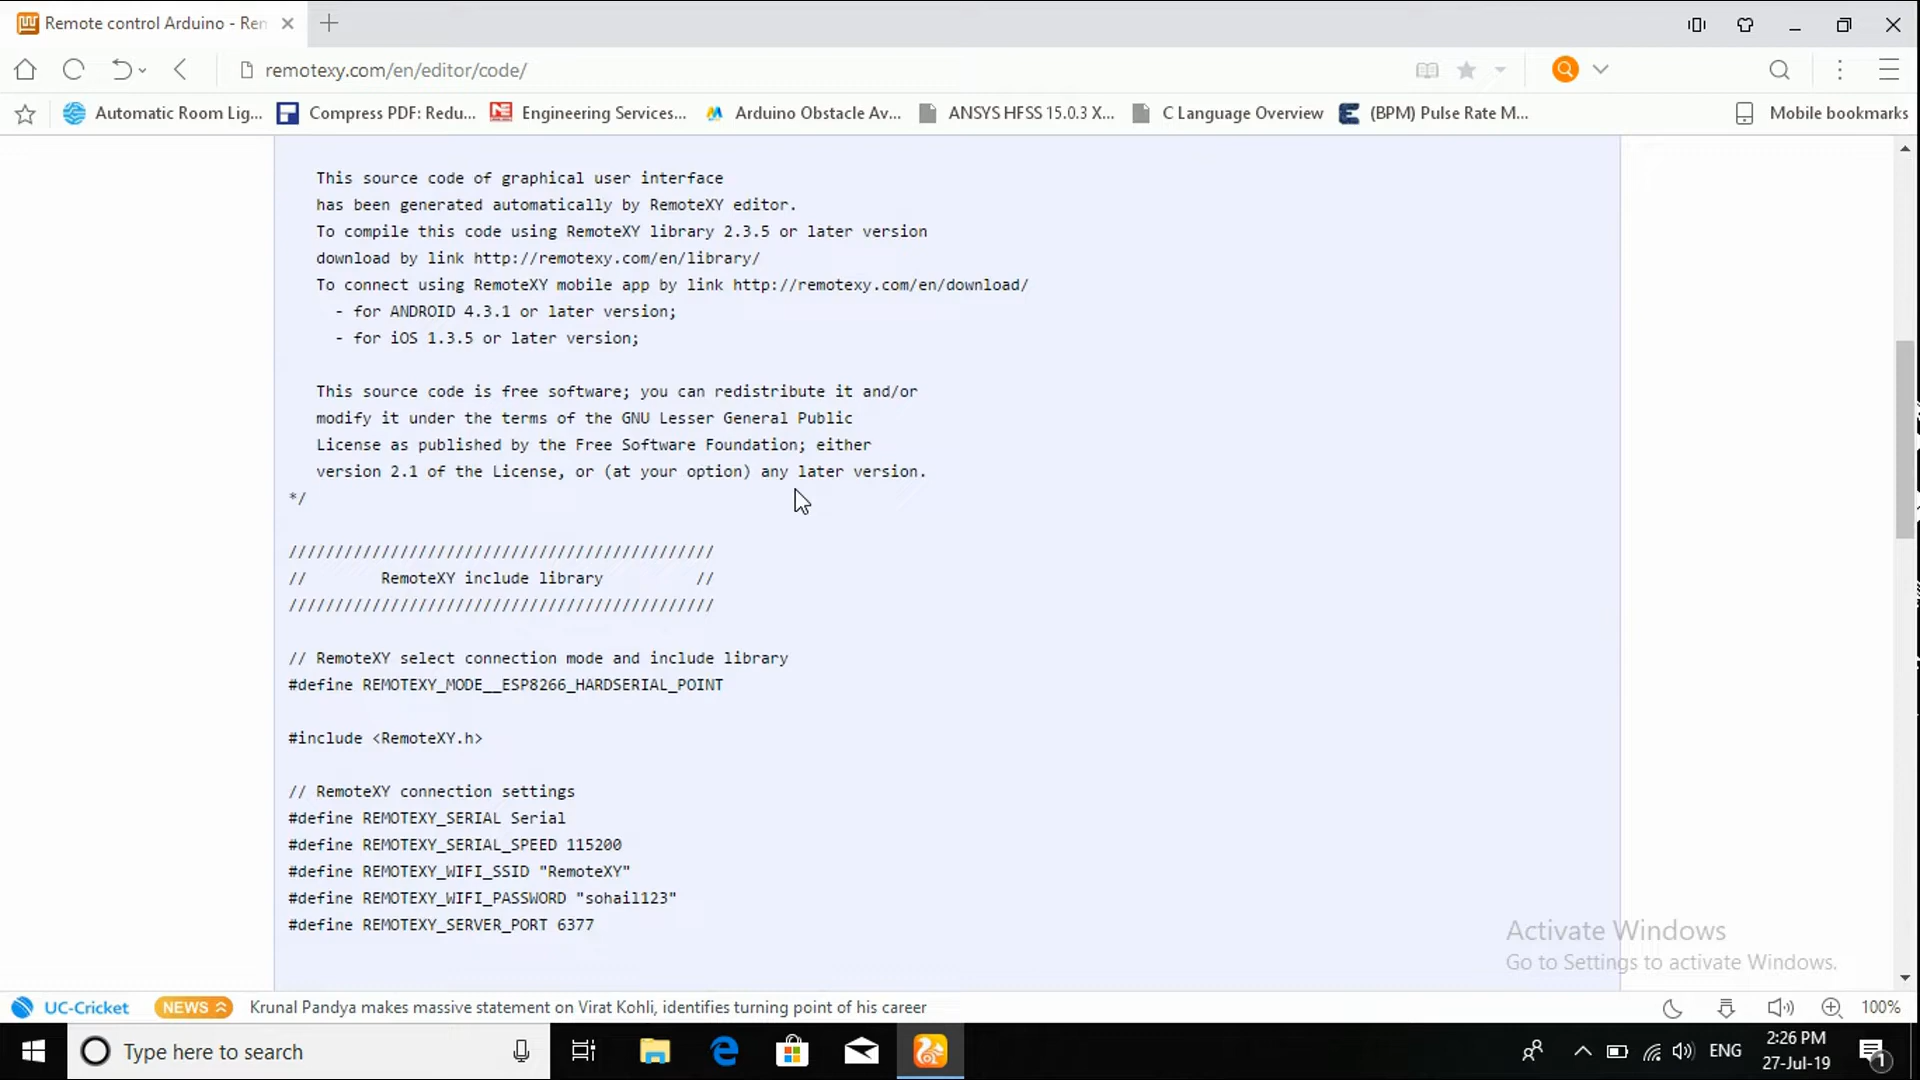 Remote control Arduino - Rem
remotexy.com/en/editor/code/
Automatic Room Lig... Compress PDF: Redu... Engineering Services... Arduino Obstacle Av... ANSYS HFSS 15.0.3 X... C Language Overview (BPM) Pulse Rate M... Mobile bookmarks
This source code of graphical user interface
has been generated automatically by RemoteXY editor.
To compile this code using RemoteXY library 2.3.5 or later version
download by link http://remotexy.com/en/library/
To connect using RemoteXY mobile app by link http://remotexy.com/en/download/
- for ANDROID 4.3.1 or later version;
- for iOS 1.3.5 or later version;
This source code is free software; you can redistribute it and/or
modify it under the terms of the GNU Lesser General Public
License as published by the Free Software Foundation; either
version 2.1 of the License, or (at your option) any later version.
*/
//////////////////////////////////////////////
// RemoteXY include library //
//////////////////////////////////////////////
// RemoteXY select connection mode and include library
#define REMOTEXY_MODE__ESP8266_HARDSERIAL_POINT
#include <RemoteXY.h>
// RemoteXY connection settings
#define REMOTEXY_SERIAL Serial
#define REMOTEXY_SERIAL_SPEED 115200
#define REMOTEXY_WIFI_SSID "RemoteXY"
#define REMOTEXY_WIFI_PASSWORD "sohail123"
#define REMOTEXY_SERVER_PORT 6377
Activate Windows
Go to Settings to activate Windows.
UC-Cricket NEWS Krunal Pandya makes massive statement on Virat Kohli, identifies turning point of his career 100%
Type here to search ENG 2:26 PM
27-Jul-19 1